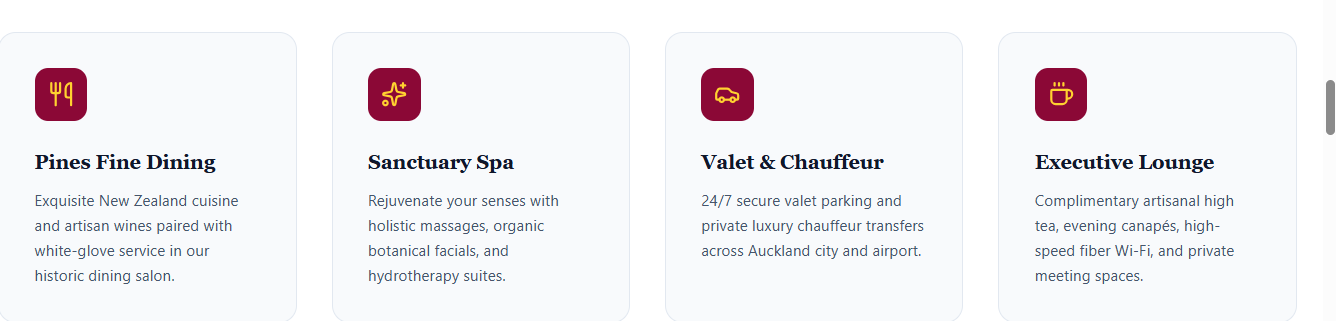 Pines Fine Dining
Exquisite New Zealand cuisine
and artisan wines paired with
white-glove service in our
historic dining salon.
Sanctuary Spa
Rejuvenate your senses with
holistic massages, organic
botanical facials, and
hydrotherapy suites.
Valet & Chauffeur
24/7 secure valet parking and
private luxury chauffeur transfers
across Auckland city and airport.
Executive Lounge
Complimentary artisanal high
tea, evening canapés, high-
speed fiber Wi-Fi, and private
meeting spaces.